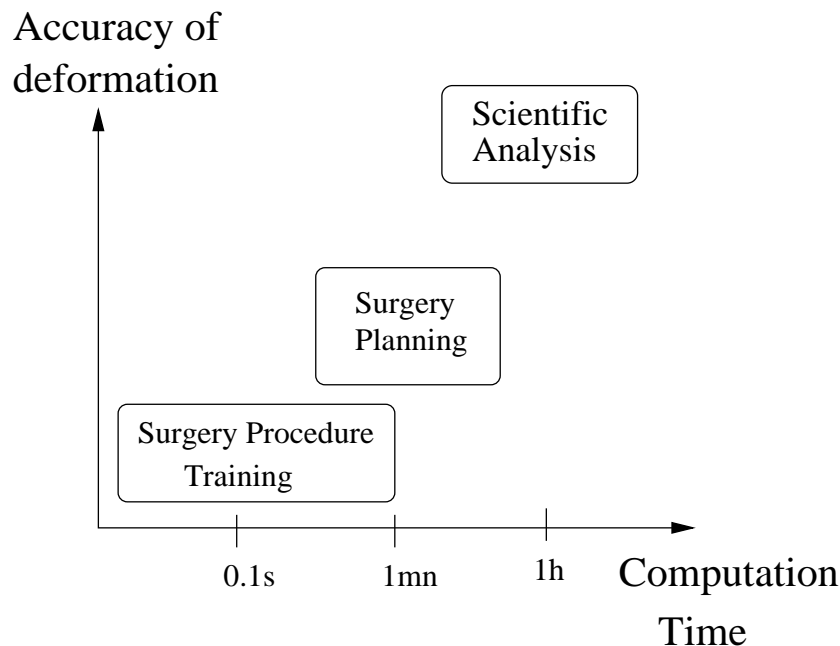 Accuracy of
deformation
Scientific
Analysis
Surgery
Planning
Surgery Procedure
Training
0.1s
1mn
1h
Computation
Time